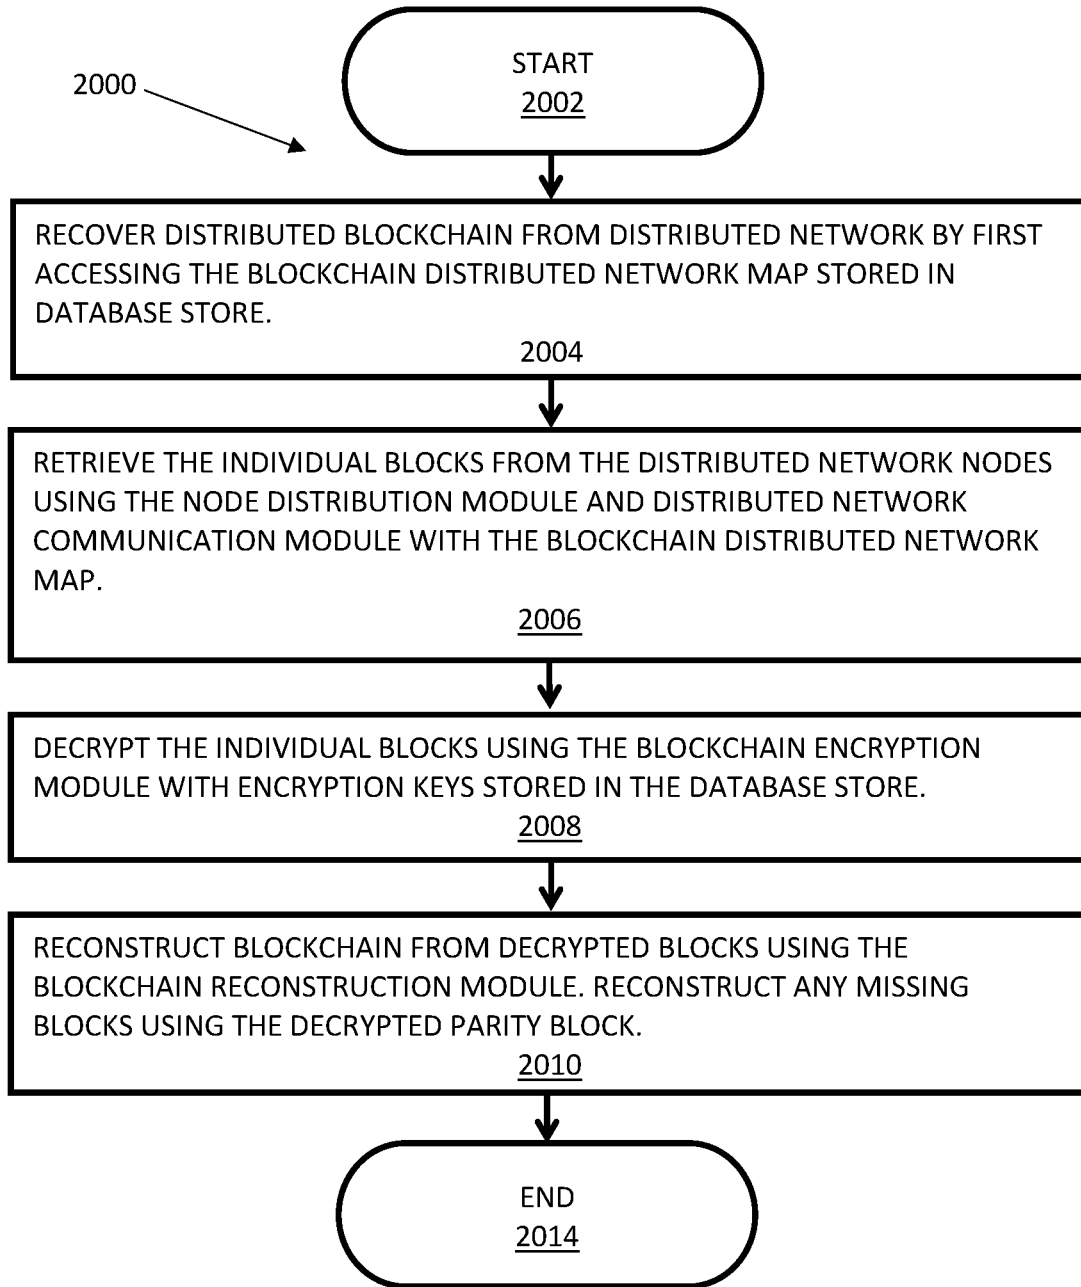 START
2002
2000
RECOVER DISTRIBUTED BLOCKCHAIN FROM DISTRIBUTED NETWORK BY FIRST
ACCESSING THE BLOCKCHAIN DISTRIBUTED NETWORK MAP STORED IN
DATABASE STORE.
2004
RETRIEVE THE INDIVIDUAL BLOCKS FROM THE DISTRIBUTED NETWORK NODES
USING THE NODE DISTRIBUTION MODULE AND DISTRIBUTED NETWORK
COMMUNICATION MODULE WITH THE BLOCKCHAIN DISTRIBUTED NETWORK
MAP.
2006
DECRYPT THE INDIVIDUAL BLOCKS USING THE BLOCKCHAIN ENCRYPTION
MODULE WITH ENCRYPTION KEYS STORED IN THE DATABASE STORE.
2008
RECONSTRUCT BLOCKCHAIN FROM DECRYPTED BLOCKS USING THE
BLOCKCHAIN RECONSTRUCTION MODULE. RECONSTRUCT ANY MISSING
BLOCKS USING THE DECRYPTED PARITY BLOCK.
2010
END
2014